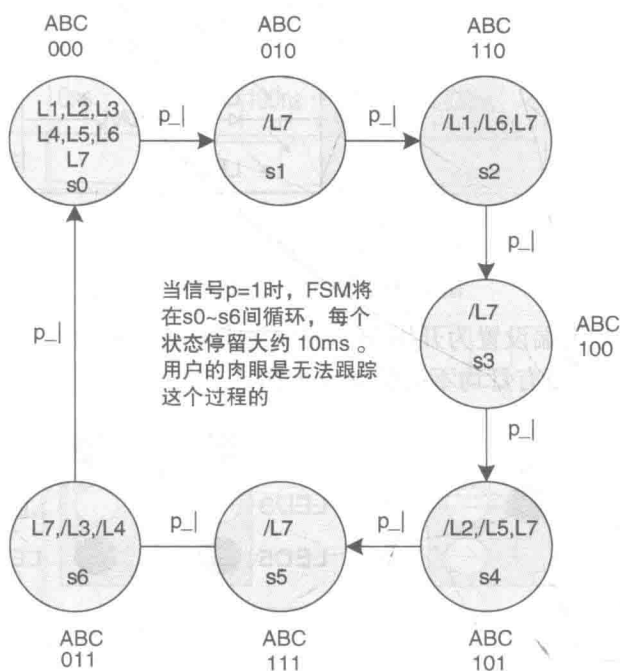 ABC
000
ABC
010
ABC
110
L1,L2,L3
L4,L5,L6
L7
s0
p_|
/L7
s1
p_|
/L1,/L6,L7
s2
p_|
当信号p=1时，FSM将
在s0~s6间循环，每个
状态停留大约 10ms 。
用户的肉眼是无法跟踪
这个过程的
/L7
s3
ABC
100
p_|
p_|
L7,/L3,/L4
s6
p_|
/L7
s5
p_|
/L2,/L5,L7
s4
ABC
011
ABC
111
ABC
101